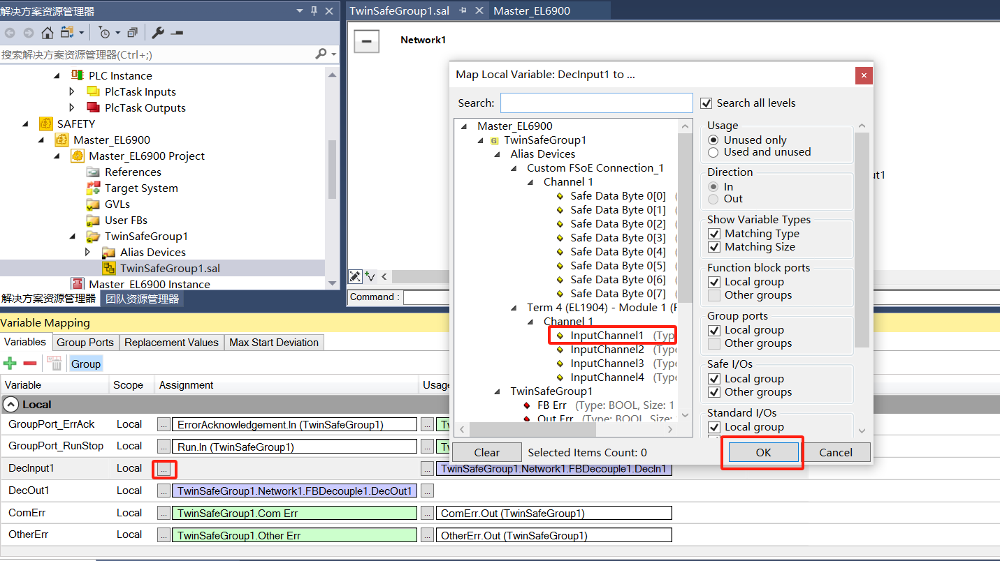 解决方案资源管理器
搜索解决方案资源管理器(Ctrl+;)
PLC Instance
PlcTask Inputs
PlcTask Outputs
SAFETY
Master_EL6900
Master_EL6900 Project
References
Target System
GVLs
User FBs
TwinSafeGroup1
Alias Devices
TwinSafeGroup1.sal
Master_EL6900 Instance
解决方案资源管理器 团队资源管理器
TwinSafeGroup1.sal Master_EL6900
Network1
Command :
Map Local Variable: DecInput1 to ...
Search: Search all levels
Master_EL6900
TwinSafeGroup1
Alias Devices
Custom FSoE Connection_1
Channel 1
Safe Data Byte 0[0] (
Safe Data Byte 0[1] (
Safe Data Byte 0[2] (
Safe Data Byte 0[3] (
Safe Data Byte 0[4] (
Safe Data Byte 0[5] (
Safe Data Byte 0[6] (
Safe Data Byte 0[7] (
Term 4 (EL1904) - Module 1 (F
Channel 1
InputChannel1 (Typ
InputChannel2 (Type
InputChannel3 (Type
InputChannel4 (Type
TwinSafeGroup1
FB Err (Type: BOOL, Size: 1
Out Err (Type: BOOL, Size:
Usage
Unused only
Used and unused
Direction
In
Out
Show Variable Types
Matching Type
Matching Size
Function block ports
Local group
Other groups
Group ports
Local group
Other groups
Safe I/Os
Local group
Other groups
Standard I/Os
Local group
Clear Selected Items Count: 0 OK Cancel
ut1
Variable Mapping
Variables Group Ports Replacement Values Max Start Deviation
Group
Variable Scope Assignment Usage
Local
GroupPort_ErrAck Local ... ErrorAcknowledgement.In (TwinSafeGroup1) ... Tw
GroupPort_RunStop Local ... Run.In (TwinSafeGroup1) ... Tw
DecInput1 Local ... ... TwinSafeGroup1.Network1.FBDecouple1.DecIn1
DecOut1 Local ... TwinSafeGroup1.Network1.FBDecouple1.DecOut1 ...
ComErr Local ... TwinSafeGroup1.Com Err ... ComErr.Out (TwinSafeGroup1)
OtherErr Local ... TwinSafeGroup1.Other Err ... OtherErr.Out (TwinSafeGroup1)